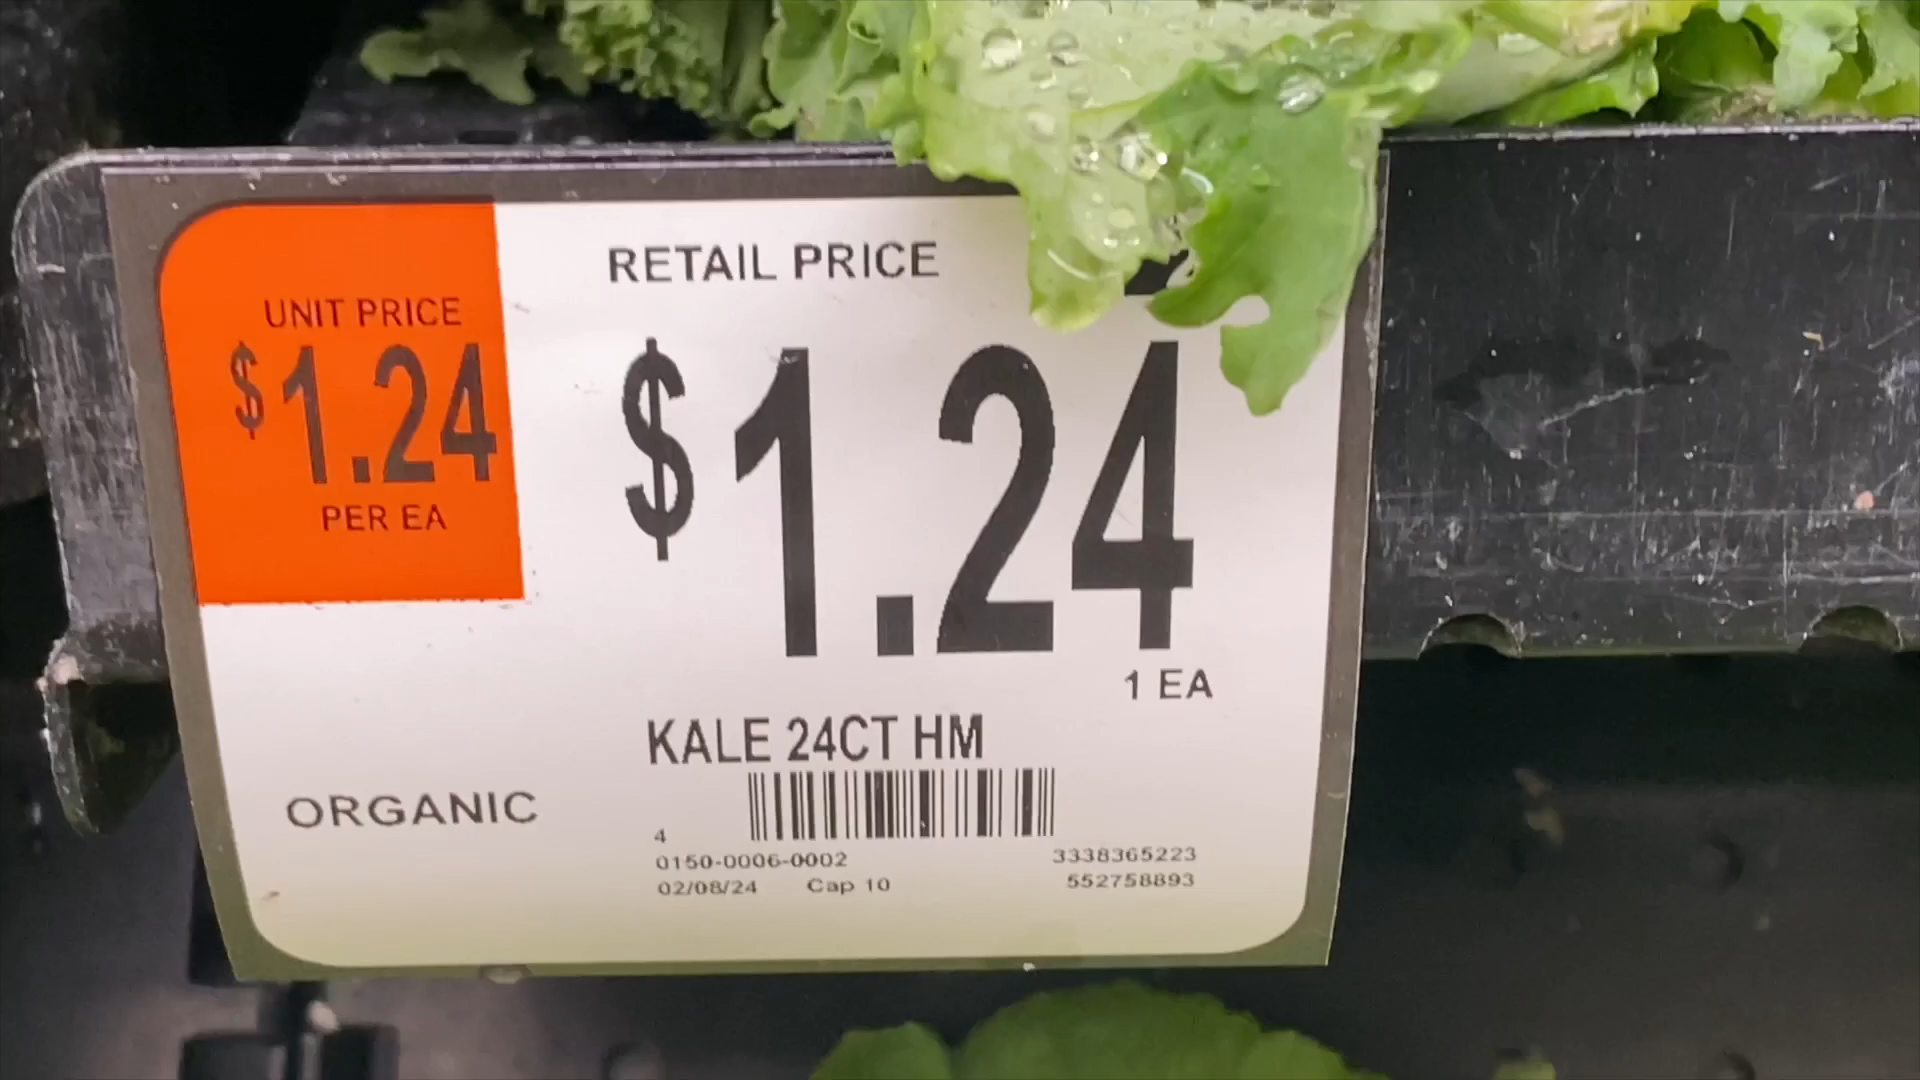 RETAIL PRICE
UNIT PRICE
$1.24
PER EA
$1.24
1 EA
KALE 24CT HM
ORGANIC
4
0150-0006-0002
3338365223
02/08/24 Cap 10
552758893